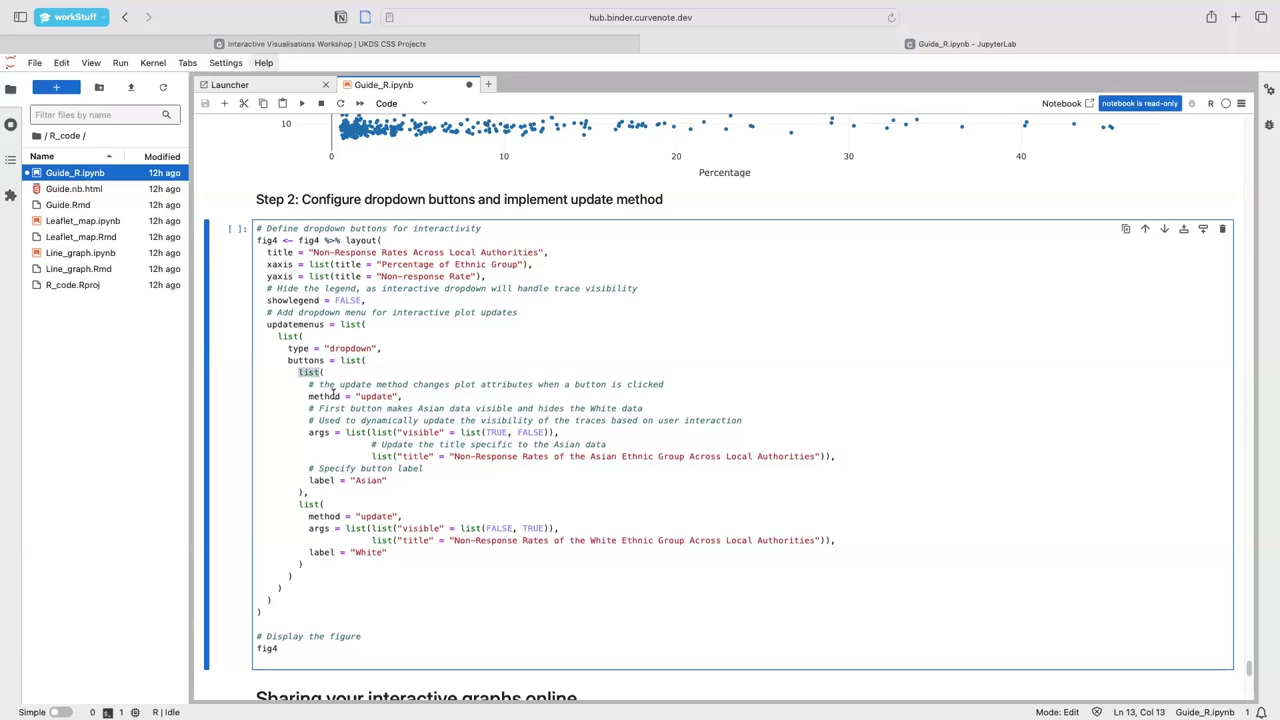 workStuff
hub.binder.curvenote.dev
Interactive Visualisations Workshop | UKDS CSS Projects
Guide_R.ipynb - JupyterLab
File Edit View Run Kernel Tabs Settings Help
Launcher
Guide_R.ipynb
Code
Notebook
notebook is read-only
R
Filter files by name
/ R_code /
Name Modified
Guide_R.ipynb 12h ago
Guide.nb.html 12h ago
Guide.Rmd 12h ago
Leaflet_map.ipynb 12h ago
Leaflet_map.Rmd 12h ago
Line_graph.ipynb 12h ago
Line_graph.Rmd 12h ago
R_code.Rproj 12h ago
10
0 10 20 30 40
Percentage
Step 2: Configure dropdown buttons and implement update method
[ ]:
# Define dropdown buttons for interactivity
fig4 <- fig4 %>% layout(
title = "Non-Response Rates Across Local Authorities",
xaxis = list(title = "Percentage of Ethnic Group"),
yaxis = list(title = "Non-response Rate"),
# Hide the legend, as interactive dropdown will handle trace visibility
showlegend = FALSE,
# Add dropdown menu for interactive plot updates
updatemenus = list(
list(
type = "dropdown",
buttons = list(
list(
# the update method changes plot attributes when a button is clicked
method = "update",
# First button makes Asian data visible and hides the White data
# Used to dynamically update the visibility of the traces based on user interaction
args = list(list("visible" = list(TRUE, FALSE)),
# Update the title specific to the Asian data
list("title" = "Non-Response Rates of the Asian Ethnic Group Across Local Authorities")),
# Specify button label
label = "Asian"
),
list(
method = "update",
args = list(list("visible" = list(FALSE, TRUE)),
list("title" = "Non-Response Rates of the White Ethnic Group Across Local Authorities")),
label = "White"
)
)
)
)
)
# Display the figure
fig4
Sharing your interactive graphs online
Simple 0 1 R | Idle
Mode: Edit Ln 13, Col 13 Guide_R.ipynb 1